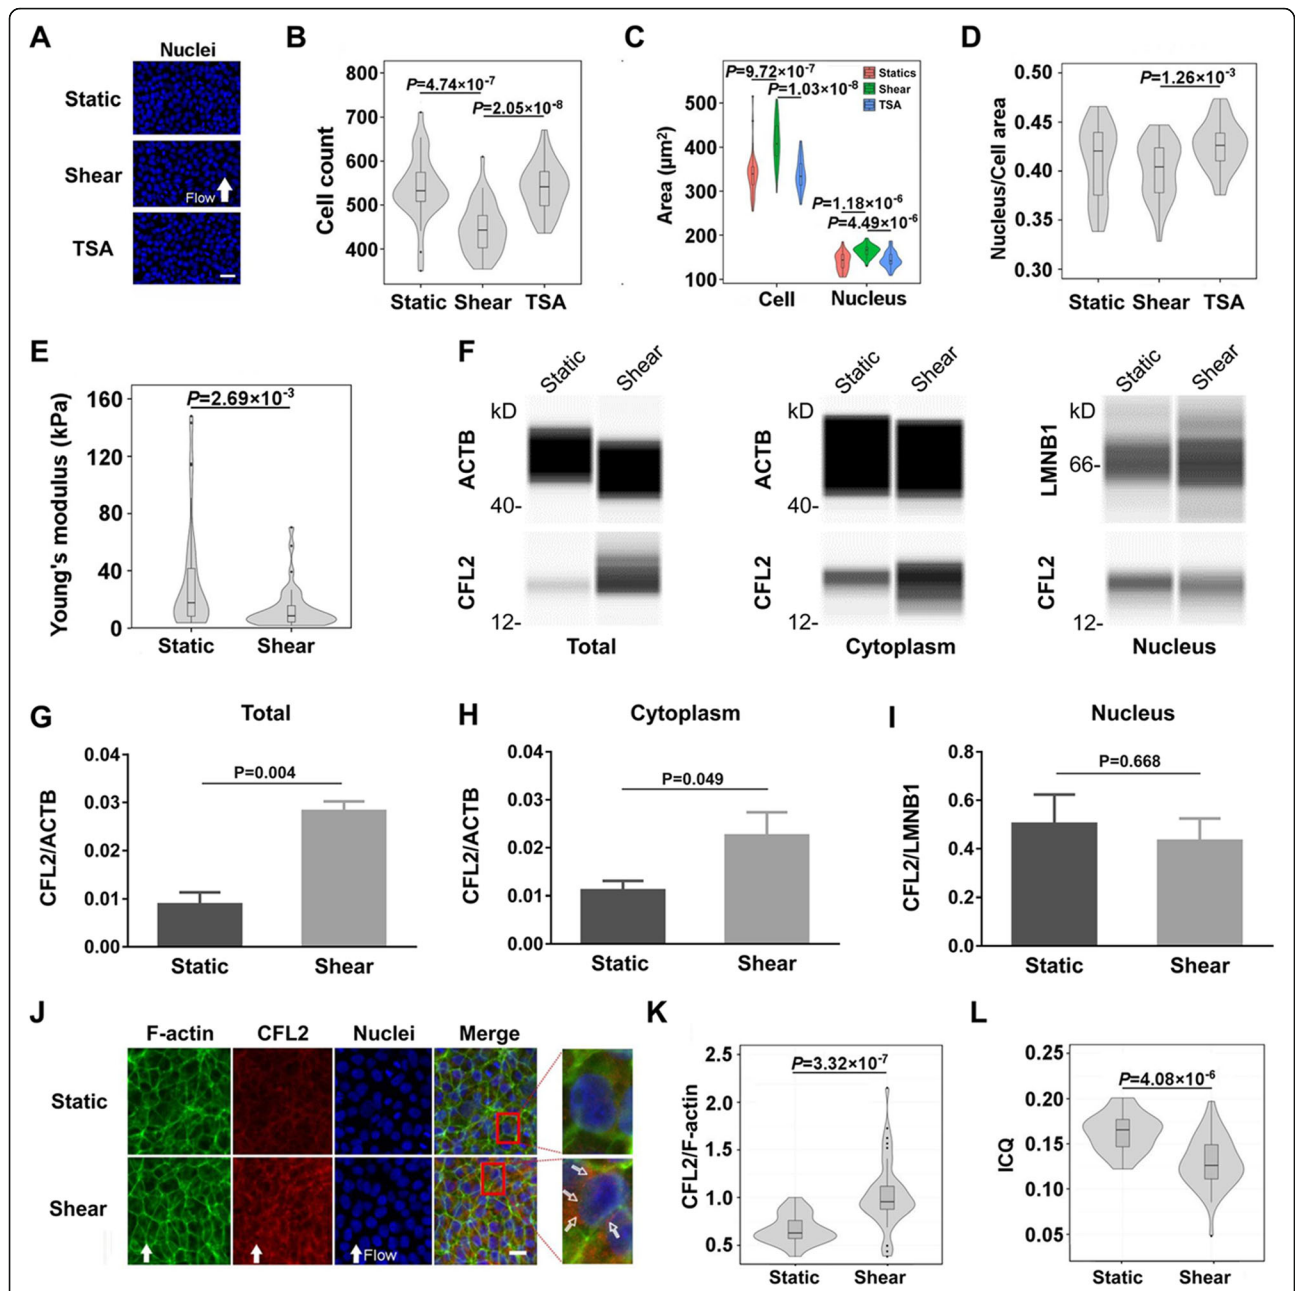 A
Nuclei
Static
Shear
Flow
TSA
B
Cell count
800
700
600
500
400
P=4.74×10-7
P=2.05×10-8
Static Shear TSA
C
Area (µm2)
500
400
300
200
100
P=9.72×10-7
P=1.03×10-8
Statics
Shear
TSA
P=1.18×10-6
P=4.49×10-6
Cell Nucleus
D
Nucleus/Cell area
0.50
0.45
0.40
0.35
0.30
P=1.26×10-3
Static Shear TSA
E
Young's modulus (kPa)
160
120
80
40
0
P=2.69×10-3
Static Shear
F
Static Shear
kD
ACTB
40-
CFL2
12-
Total
Static Shear
kD
ACTB
40-
CFL2
12-
Cytoplasm
Static Shear
kD
LMNB1
66-
CFL2
12-
Nucleus
G
Total
CFL2/ACTB
0.04
0.03
0.02
0.01
0.00
P=0.004
Static Shear
H
Cytoplasm
CFL2/ACTB
0.04
0.03
0.02
0.01
0.00
P=0.049
Static Shear
I
Nucleus
CFL2/LMNB1
0.8
0.6
0.4
0.2
0.0
P=0.668
Static Shear
J
F-actin CFL2 Nuclei Merge
Static
Shear
Flow
K
CFL2/F-actin
2.5
2.0
1.5
1.0
0.5
P=3.32×10-7
Static Shear
L
ICQ
0.25
0.20
0.15
0.10
0.05
P=4.08×10-6
Static Shear